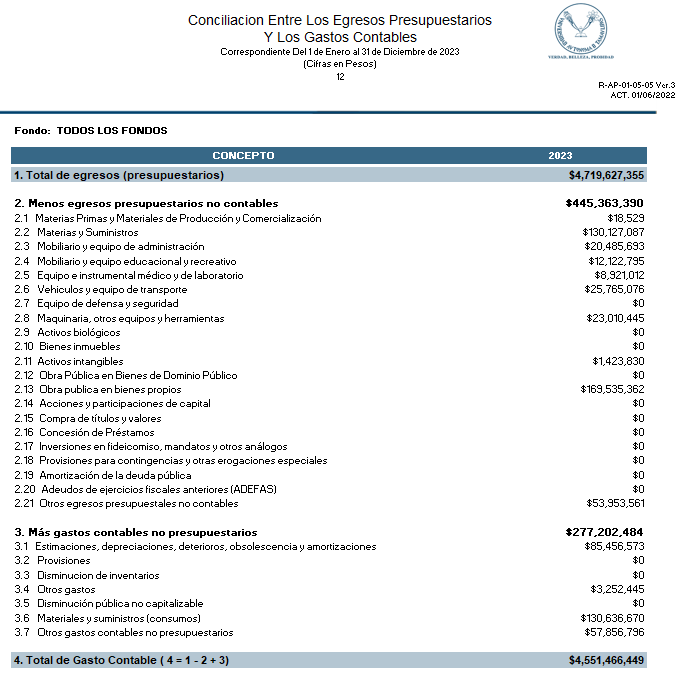 Conciliacion Entre Los Egresos Presupuestarios
Y Los Gastos Contables
Correspondiente Del 1 de Enero al 31 de Diciembre de 2023
(Cifras en Pesos)
12
VERDAD, BELLEZA, PROBIDAD
R-AP-01-05-05 Ver.3
ACT. 01/06/2022
Fondo: TODOS LOS FONDOS
CONCEPTO 2023
1. Total de egresos (presupuestarios) $4,719,627,355
2. Menos egresos presupuestarios no contables $445,363,390
2.1 Materias Primas y Materiales de Producción y Comercialización $18,529
2.2 Materias y Suministros $130,127,087
2.3 Mobiliario y equipo de administración $20,485,693
2.4 Mobiliario y equipo educacional y recreativo $12,122,795
2.5 Equipo e instrumental médico y de laboratorio $8,921,012
2.6 Vehiculos y equipo de transporte $25,765,076
2.7 Equipo de defensa y seguridad $0
2.8 Maquinaria, otros equipos y herramientas $23,010,445
2.9 Activos biológicos $0
2.10 Bienes inmuebles $0
2.11 Activos intangibles $1,423,830
2.12 Obra Pública en Bienes de Dominio Público $0
2.13 Obra publica en bienes propios $169,535,362
2.14 Acciones y participaciones de capital $0
2.15 Compra de títulos y valores $0
2.16 Concesión de Préstamos $0
2.17 Inversiones en fideicomiso, mandatos y otros análogos $0
2.18 Provisiones para contingencias y otras erogaciones especiales $0
2.19 Amortización de la deuda pública $0
2.20 Adeudos de ejercicios fiscales anteriores (ADEFAS) $0
2.21 Otros egresos presupuestales no contables $53,953,561
3. Más gastos contables no presupuestarios $277,202,484
3.1 Estimaciones, depreciaciones, deterioros, obsolescencia y amortizaciones $85,456,573
3.2 Provisiones $0
3.3 Disminucion de inventarios $0
3.4 Otros gastos $3,252,445
3.5 Disminución pública no capitalizable $0
3.6 Materiales y suministros (consumos) $130,636,670
3.7 Otros gastos contables no presupuestarios $57,856,796
4. Total de Gasto Contable ( 4 = 1 - 2 + 3) $4,551,466,449